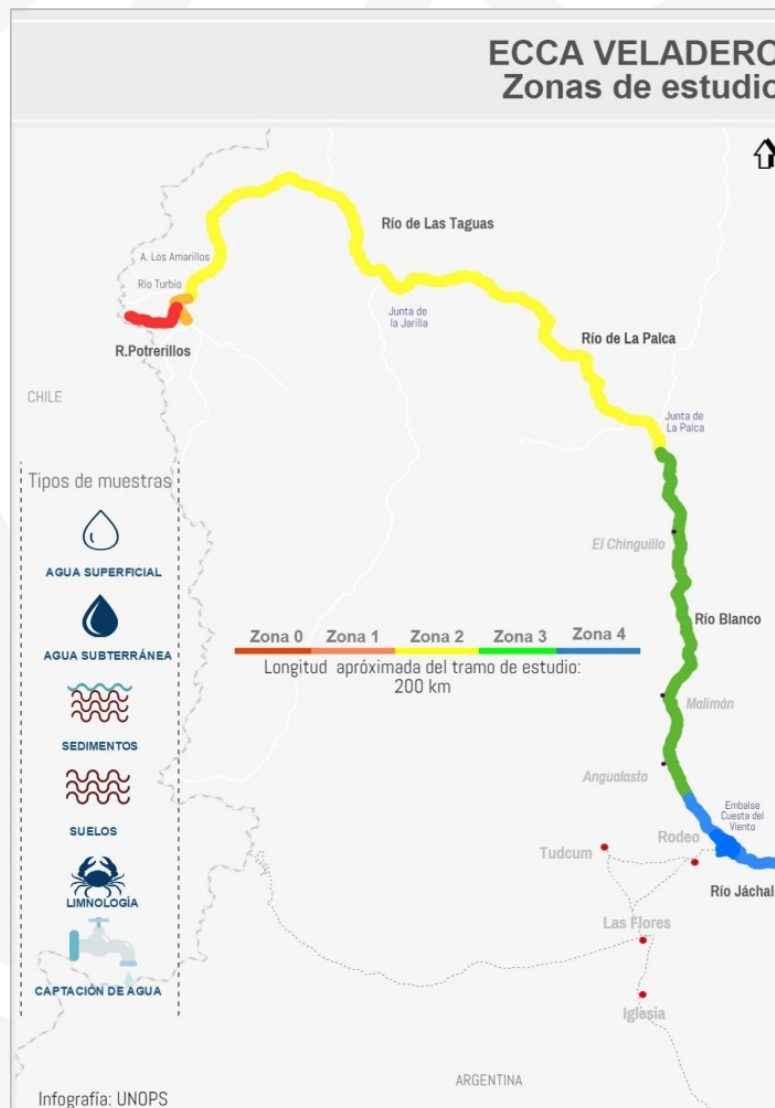 ECCA VELADERO
Zonas de estudio
Río de Las Taguas
A. Los Amarillos
Río Turbio
Junta de
la Jarilla
R.Potrerillos
Río de La Palca
CHILE
Junta de
La Palca
Tipos de muestras
El Chinguillo
AGUA SUPERFICIAL
Río Blanco
Zona 0 Zona 1 Zona 2 Zona 3 Zona 4
AGUA SUBTERRÁNEA
Longitud apróximada del tramo de estudio:
200 km
Malimán
SEDIMENTOS
Angualasto
Embalse
Cuesta del
Viento
SUELOS
Rodeo
Tudcum
Río Jáchal
LIMNOLOGÍA
Las Flores
CAPTACIÓN DE AGUA
Iglesia
ARGENTINA
Infografía: UNOPS